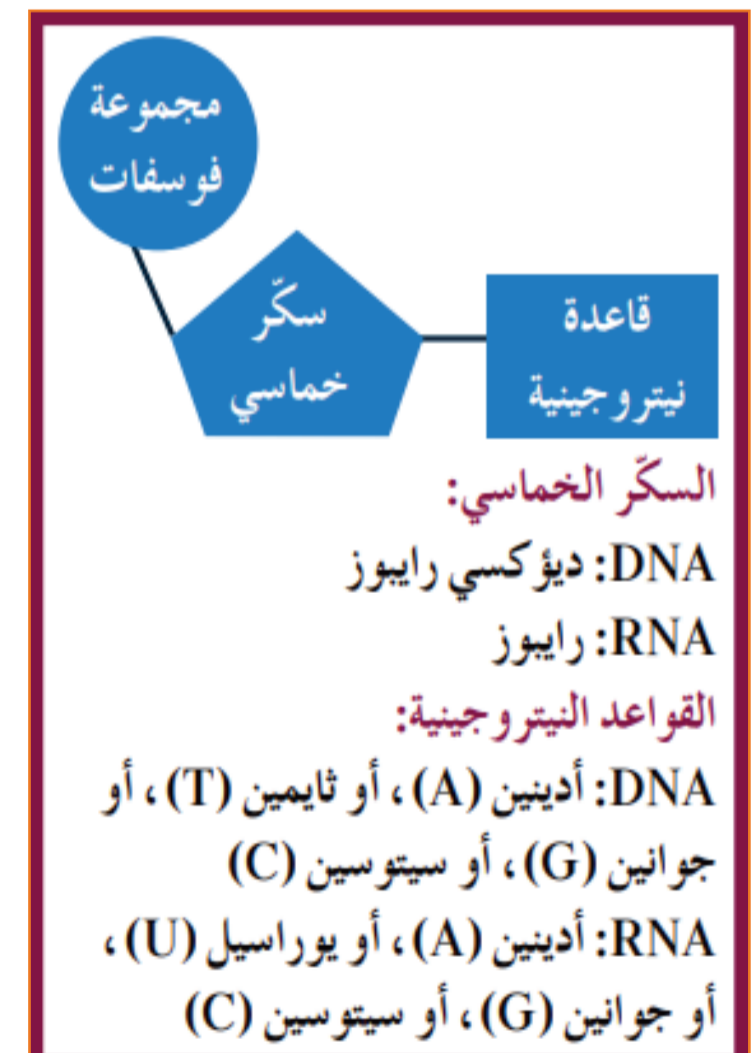 مجموعة
فوسفات
سكّر
خماسي
قاعدة
نيتروجينية
السكّر الخماسي:
DNA: ديؤكسي رايبوز
RNA: رايبوز
القواعد النيتروجينية:
DNA: أدينين (A)، أو ثايمين (T)، أو
جوانين (G)، أو سيتوسين (C)
RNA: أدينين (A)، أو يوراسيل (U)،
أو جوانين (G)، أو سيتوسين (C)